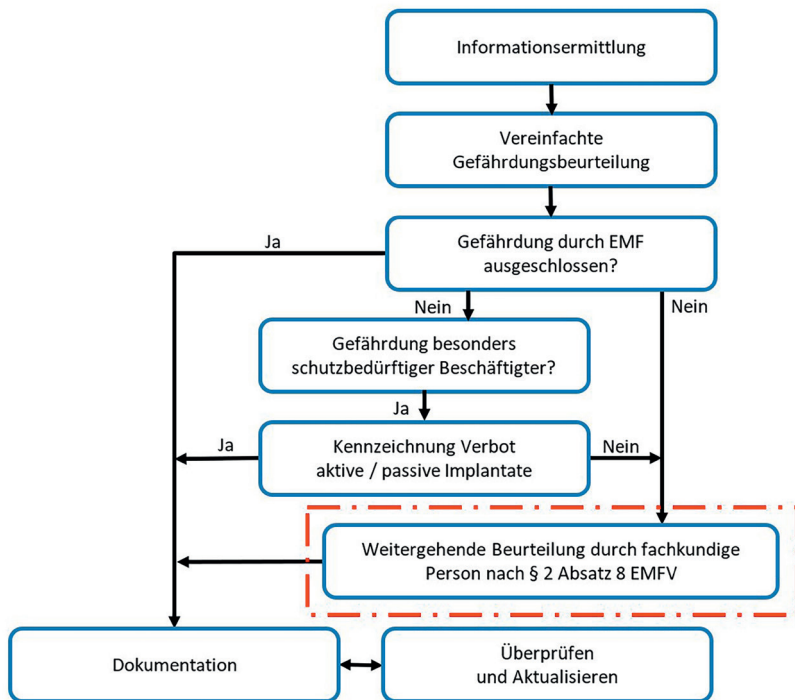 Informationsermittlung
Vereinfachte
Gefährdungsbeurteilung
Ja
Gefährdung durch EMF
ausgeschlossen?
Nein
Nein
Gefährdung besonders
schutzbedürftiger Beschäftigter?
Ja
Ja
Kennzeichnung Verbot
aktive / passive Implantate
Nein
Weitergehende Beurteilung durch fachkundige
Person nach § 2 Absatz 8 EMFV
Dokumentation
Überprüfen
und Aktualisieren